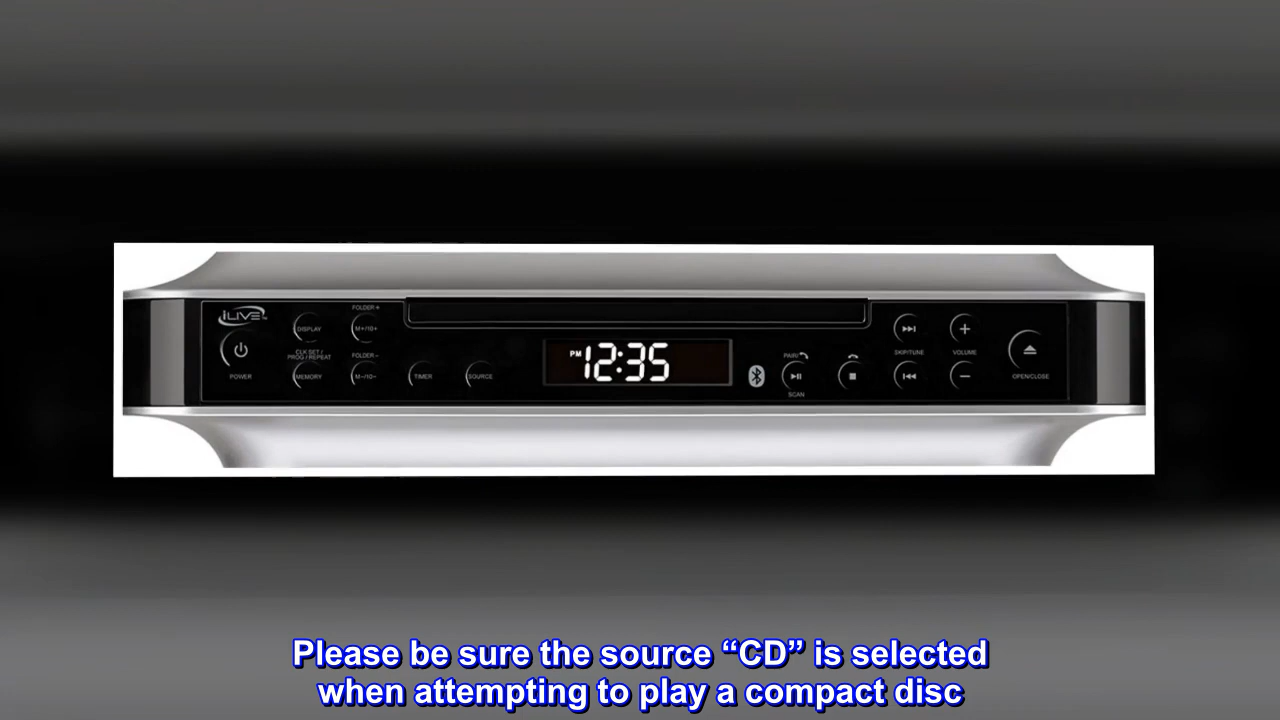 iLIVE
FOLDER +
DISPLAY
M+/10+
CLK SET /
PROG / REPEAT
FOLDER –
POWER
MEMORY
M–/10–
TIMER
SOURCE
PM 12:35
PAIR/
SCAN
SKIP/TUNE
VOLUME
OPEN/CLOSE
Please be sure the source “CD” is selected
when attempting to play a compact disc